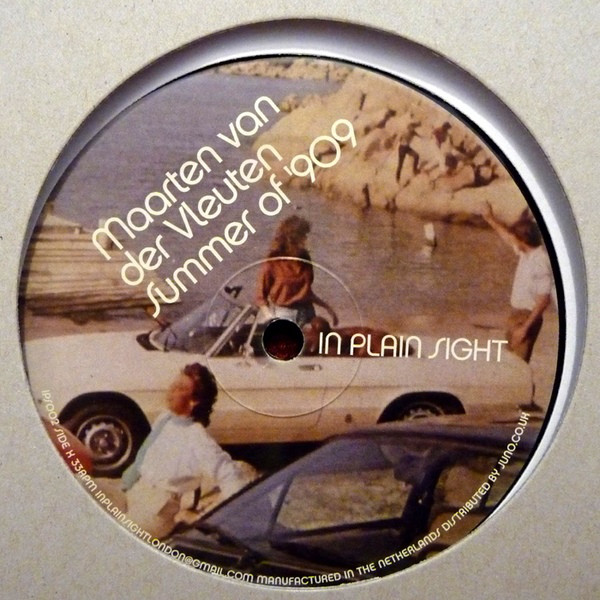 Maarten van
der Vleuten
summer of '909
IN PLAIN SIGHT
IPS002 SIDE X 33RPM INPLAINSIGHTLONDON@GMAIL.COM MANUFACTURED IN THE NETHERLANDS DISTRIBUTED BY JUNO.CO.UK